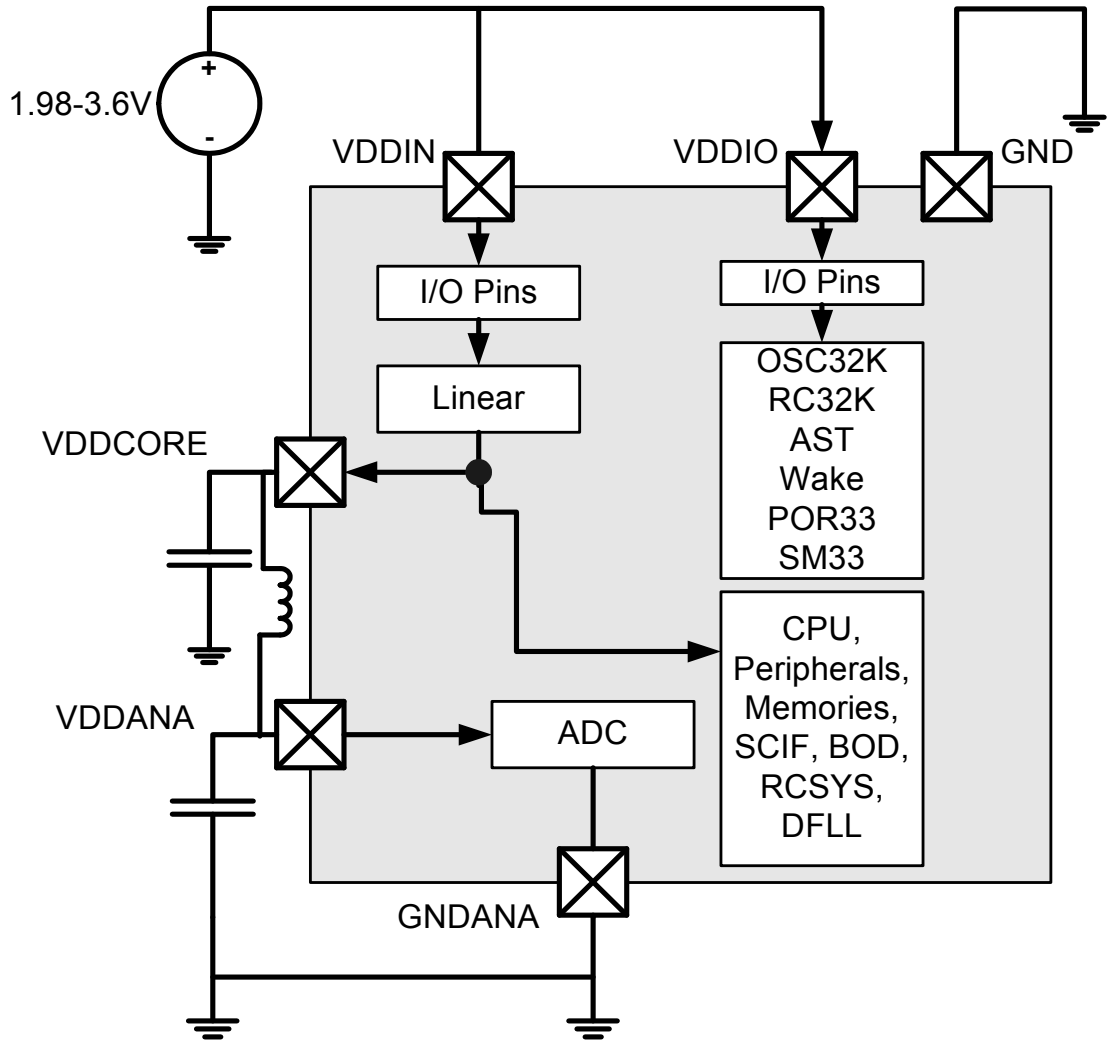 +
1.98-3.6V
-
VDDIN
VDDIO
GND
I/O Pins
I/O Pins
Linear
OSC32K
RC32K
AST
Wake
POR33
SM33
VDDCORE
CPU,
Peripherals,
Memories,
SCIF, BOD,
RCSYS,
DFLL
VDDANA
ADC
GNDANA